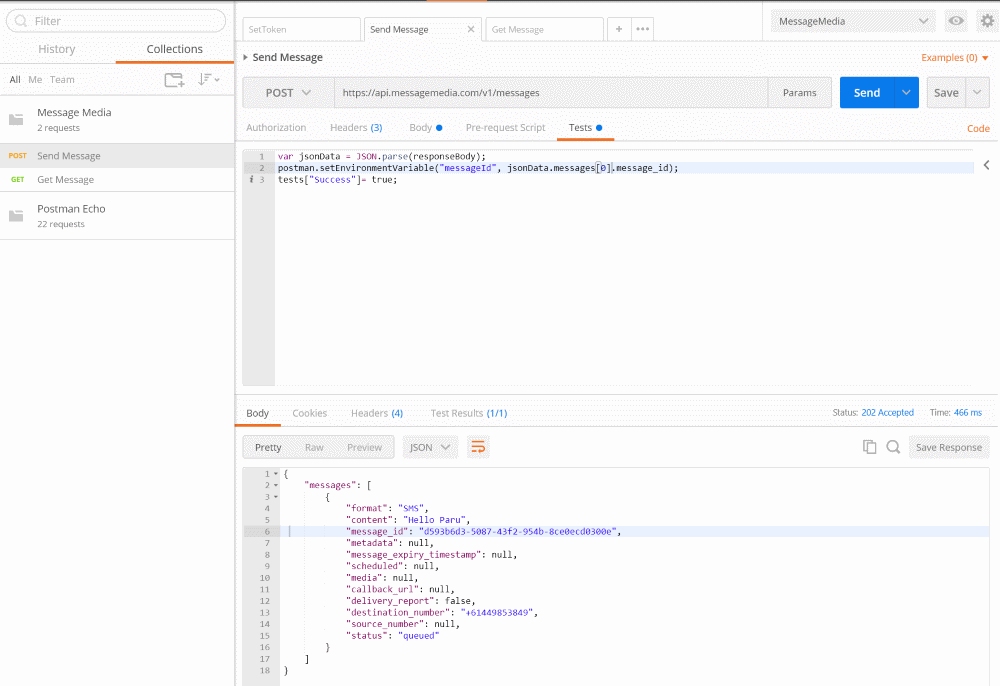 Filter
History Collections
All Me Team
Message Media
2 requests
POST Send Message
GET Get Message
Postman Echo
22 requests
SetToken Send Message × Get Message + ••• MessageMedia
Send Message Examples (0)
POST https://api.messagemedia.com/v1/messages Params Send Save
Authorization Headers (3) Body Pre-request Script Tests Code
1 var jsonData = JSON.parse(responseBody);
2 postman.setEnvironmentVariable("messageId", jsonData.messages[0].message_id);
i 3 tests["Success"]= true;
Body Cookies Headers (4) Test Results (1/1) Status: 202 Accepted Time: 466 ms
Pretty Raw Preview JSON Save Response
1 {
2 "messages": [
3 {
4 "format": "SMS",
5 "content": "Hello Paru",
6 "message_id": "d593b6d3-5087-43f2-954b-8ce0ecd0300e",
7 "metadata": null,
8 "message_expiry_timestamp": null,
9 "scheduled": null,
10 "media": null,
11 "callback_url": null,
12 "delivery_report": false,
13 "destination_number": "+61449853849",
14 "source_number": null,
15 "status": "queued"
16 }
17 ]
18 }